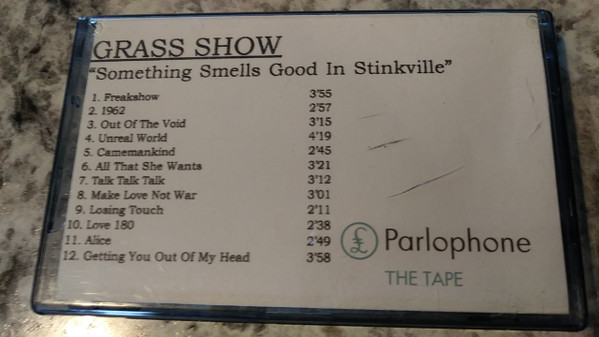 GRASS SHOW
"Something Smells Good In Stinkville"
1. Freakshow 3'55
2. 1962 2'57
3. Out Of The Void 3'15
4. Unreal World 4'19
5. Camemankind 2'45
6. All That She Wants 3'21
7. Talk Talk Talk 3'12
8. Make Love Not War 3'01
9. Losing Touch 2'11
10. Love 180 2'38
11. Alice 2'49
12. Getting You Out Of My Head 3'58
£ Parlophone
THE TAPE